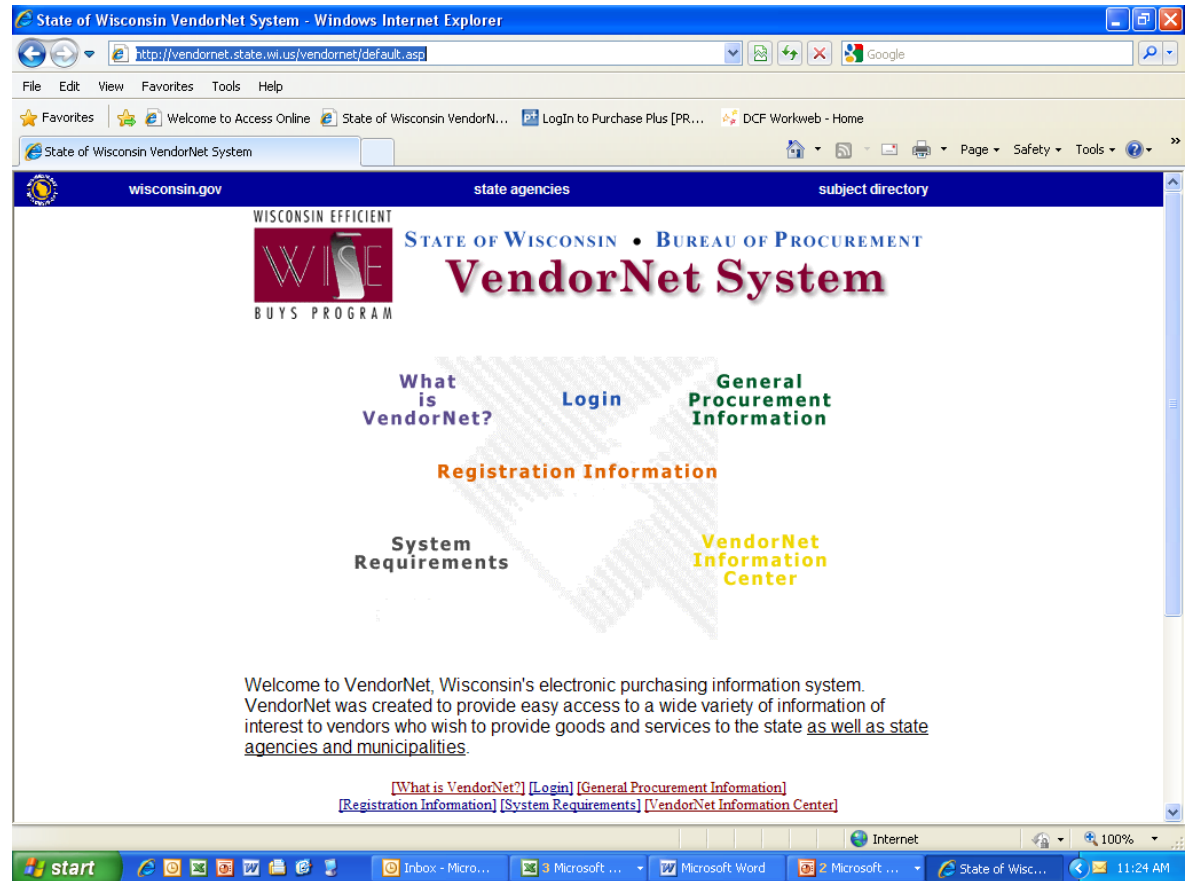 State of Wisconsin VendorNet System - Windows Internet Explorer
http://vendornet.state.wi.us/vendornet/default.asp
Google
File Edit View Favorites Tools Help
Favorites Welcome to Access Online State of Wisconsin VendorN... LogIn to Purchase Plus [PR... DCF Workweb - Home
State of Wisconsin VendorNet System
Page Safety Tools
wisconsin.gov state agencies subject directory
WISCONSIN EFFICIENT
WISE
BUYS PROGRAM
STATE OF WISCONSIN • BUREAU OF PROCUREMENT
VendorNet System
What
is
VendorNet?
Login
General
Procurement
Information
Registration Information
System
Requirements
VendorNet
Information
Center
Welcome to VendorNet, Wisconsin's electronic purchasing information system.
VendorNet was created to provide easy access to a wide variety of information of
interest to vendors who wish to provide goods and services to the state as well as state
agencies and municipalities.
[What is VendorNet?] [Login] [General Procurement Information]
[Registration Information] [System Requirements] [VendorNet Information Center]
Internet 100%
start Inbox - Micro... 3 Microsoft ... Microsoft Word 2 Microsoft ... State of Wisc... 11:24 AM